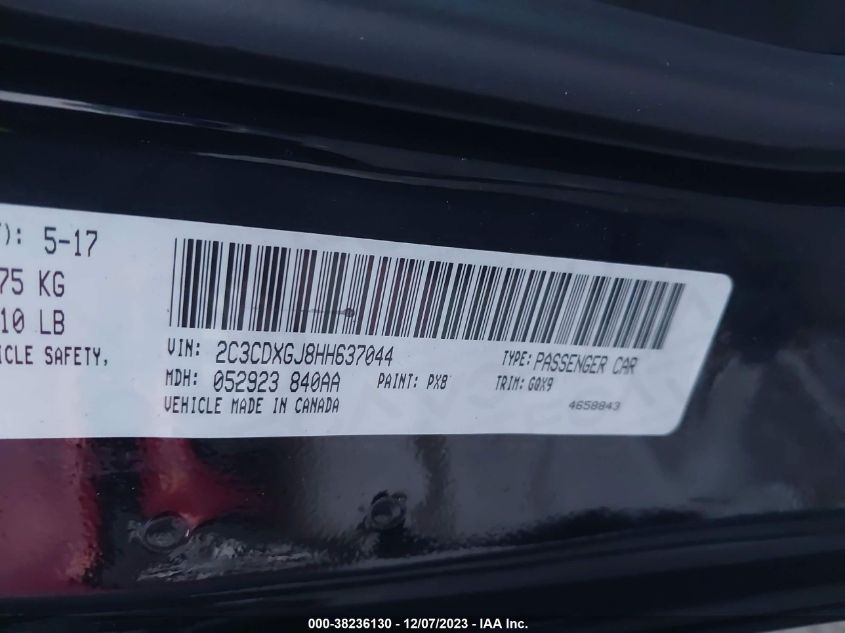 ): 5-17
75 KG
10 LB
ICLE SAFETY,
VIN: 2C3CDXGJ8HH637044 TYPE: PASSENGER CAR
MDH: 052923 840AA PAINT: PX8 TRIM: GQX9
VEHICLE MADE IN CANADA 4658843
000-38236130 - 12/07/2023 - IAA Inc.